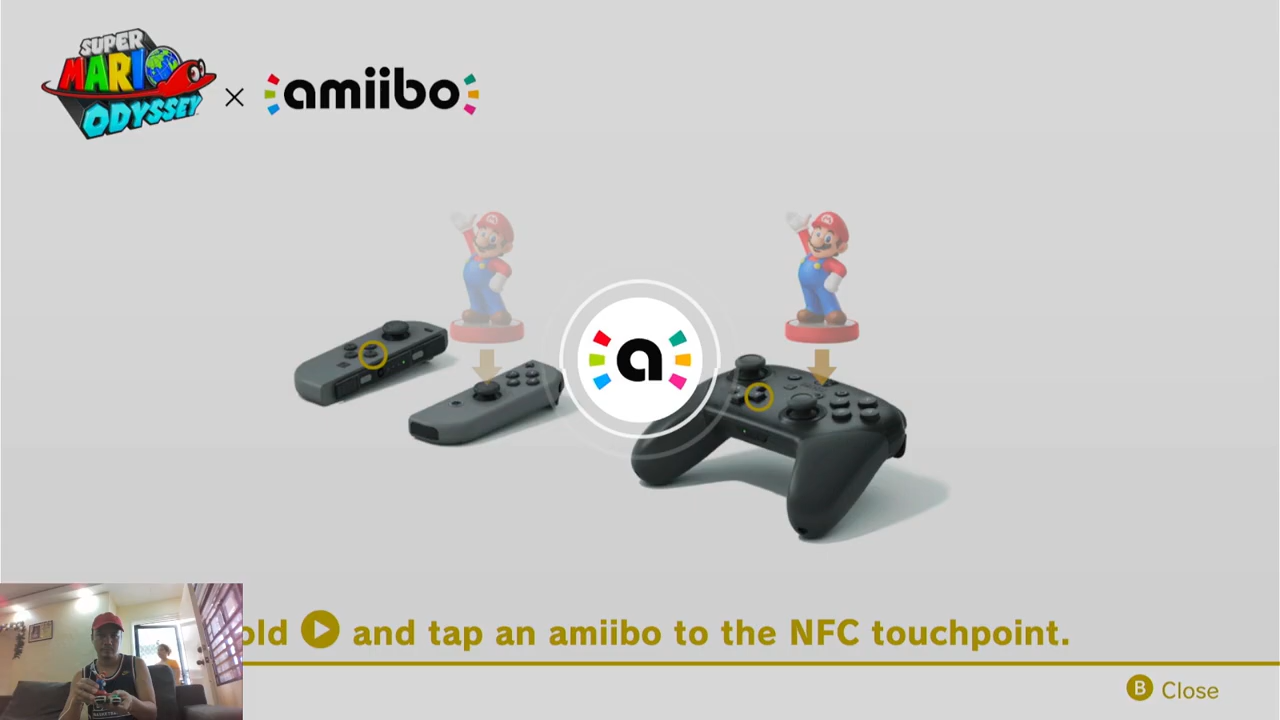 SUPER MARIO ODYSSEY × amiibo
a
old ▶ and tap an amiibo to the NFC touchpoint.
B Close